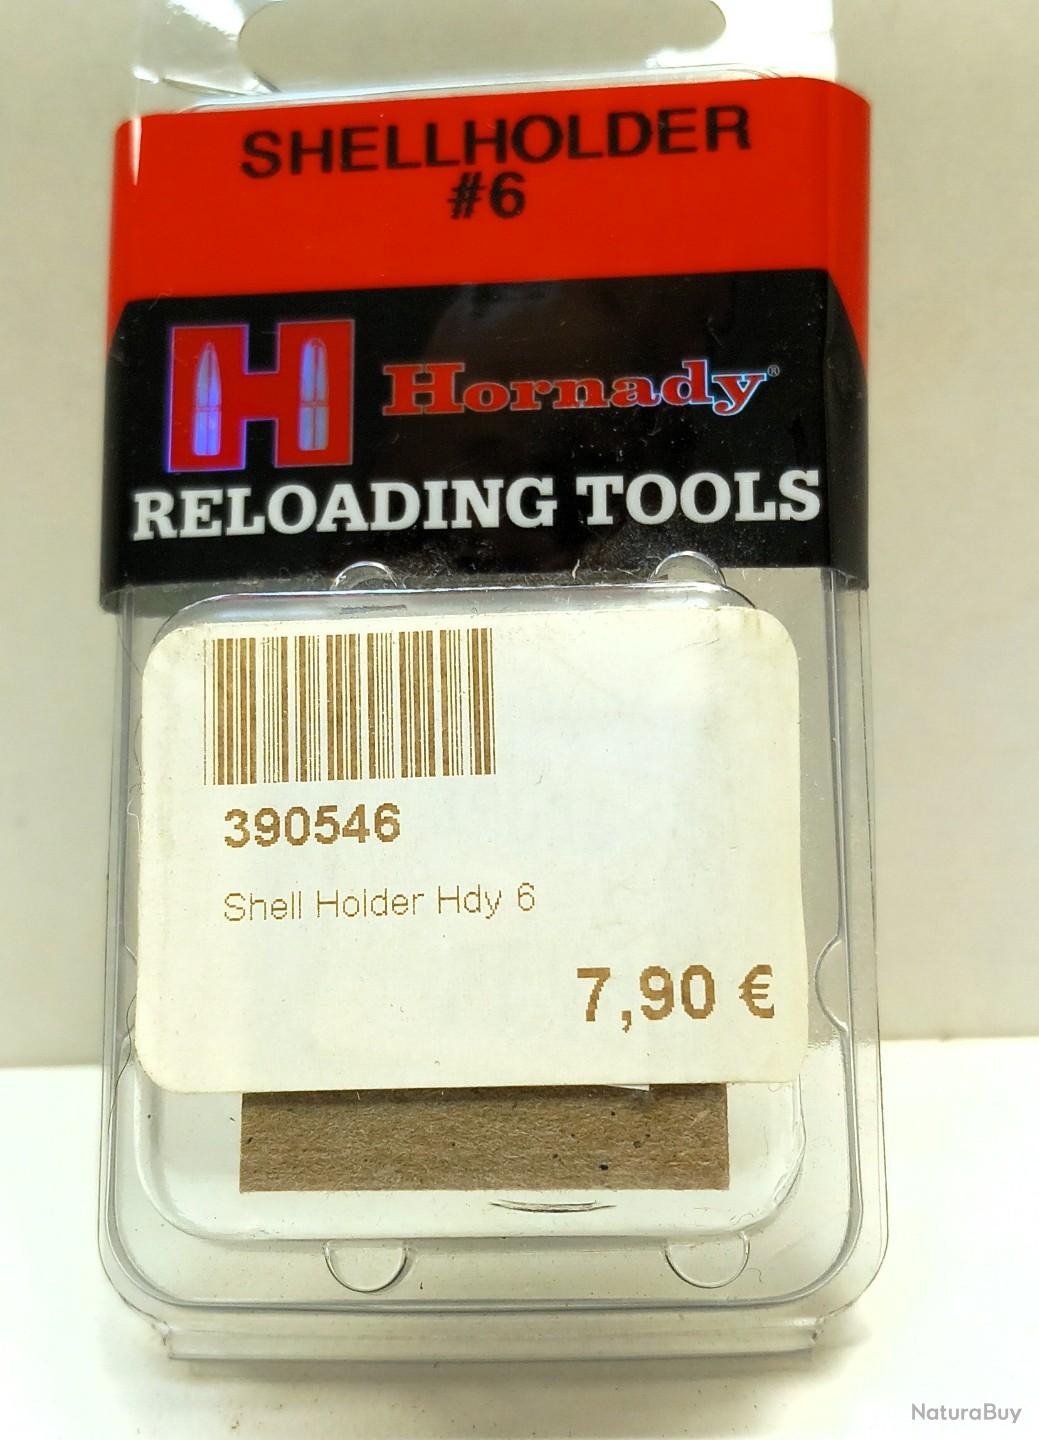 SHELLHOLDER
#6
H Hornady®
RELOADING TOOLS
390546
Shell Holder Hdy 6
7,90 €
NaturaBuy